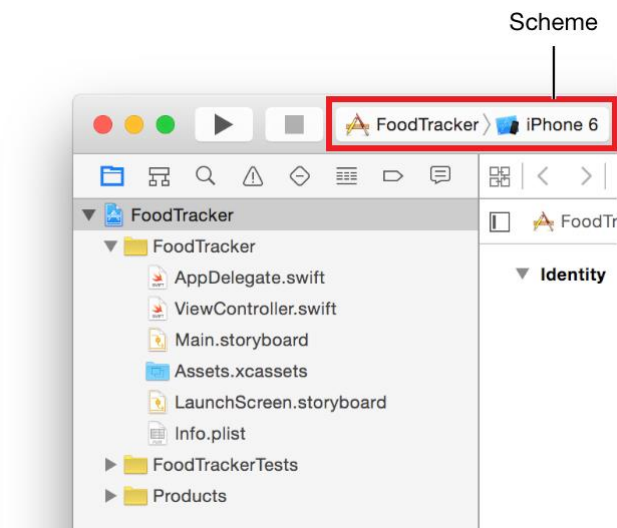 Scheme
FoodTracker iPhone 6
FoodTracker
FoodTr
FoodTracker
Identity
AppDelegate.swift
ViewController.swift
Main.storyboard
Assets.xcassets
LaunchScreen.storyboard
Info.plist
FoodTrackerTests
Products